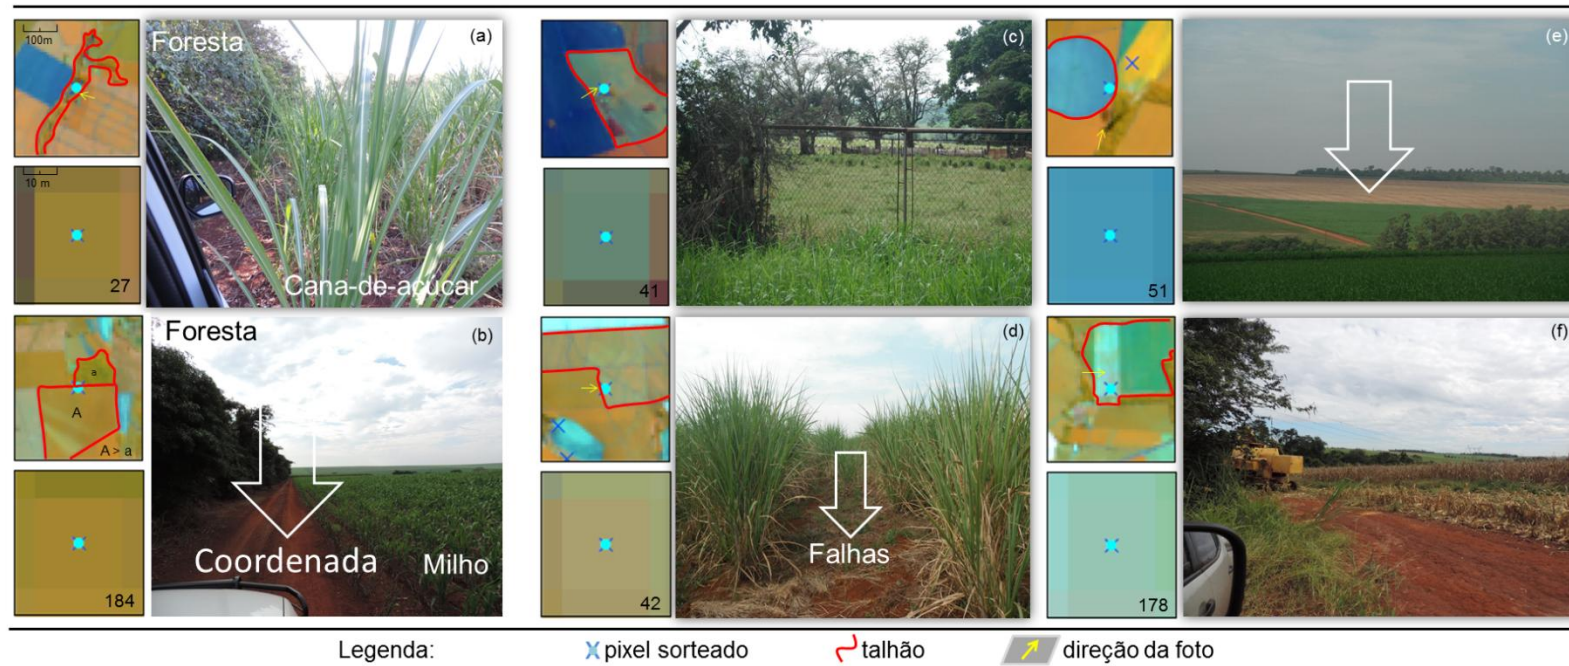 100m
Foresta
(a)
Cana-de-açucar
10 m
27
(c)
41
(e)
51
a
A
A > a
Foresta
(b)
Coordenada
Milho
184
(d)
Falhas
42
(f)
178
Legenda:
pixel sorteado
talhão
direção da foto